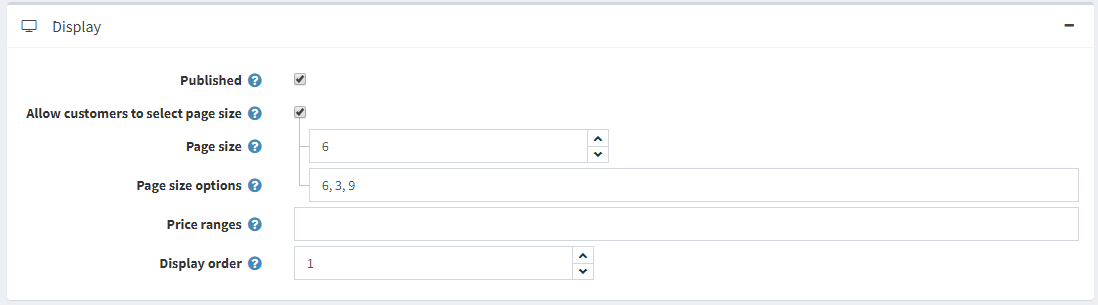 Display
Published
Allow customers to select page size
Page size 6
Page size options 6, 3, 9
Price ranges
Display order 1